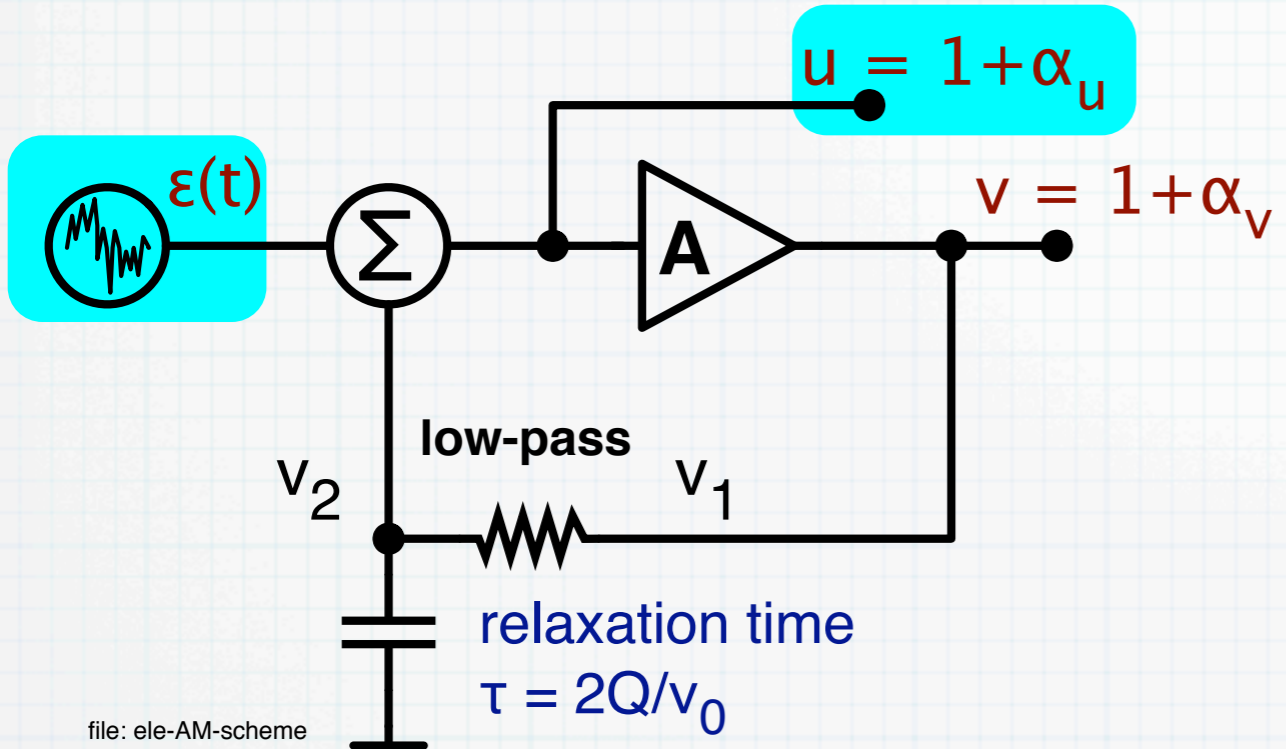 u = 1+αᵤ
ε(t)
v = 1+αᵥ
Σ
A
low-pass
v₂
v₁
relaxation time
τ = 2Q/ν₀
file: ele-AM-scheme